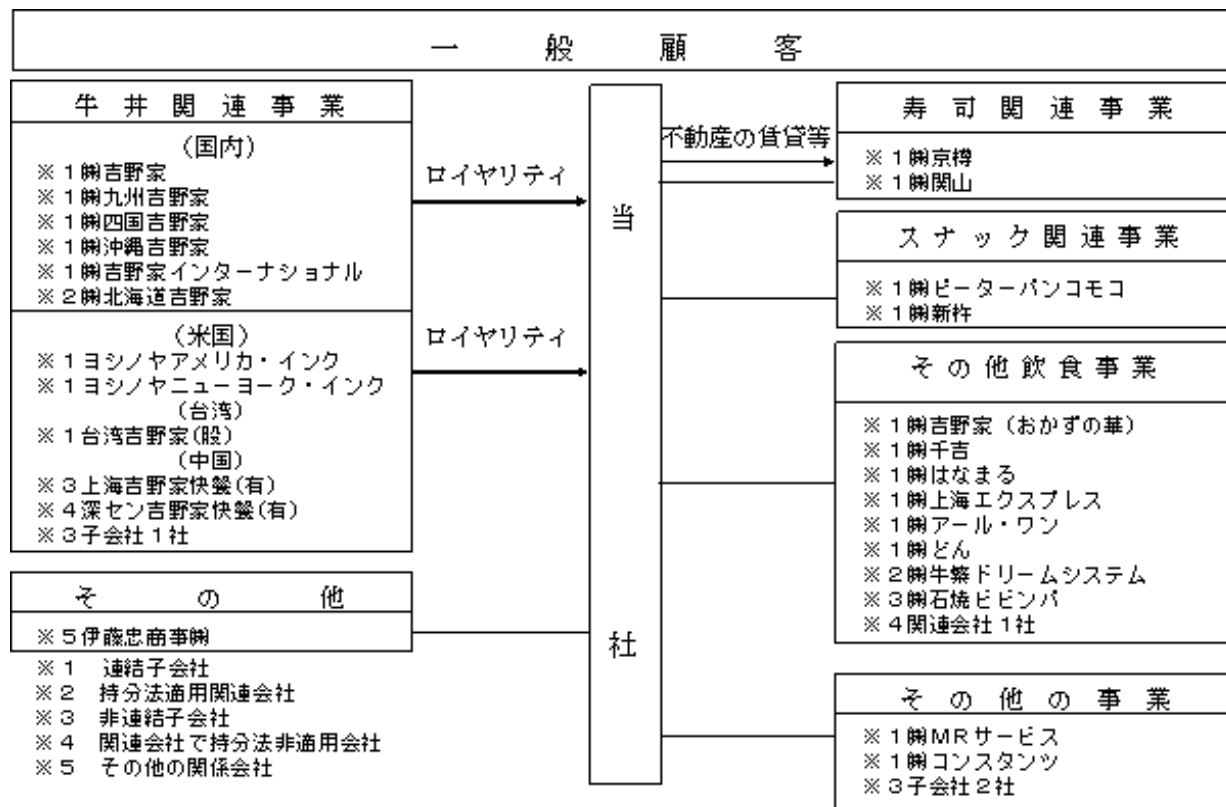 一般顧客
牛丼関連事業
(国内)
※１㈱吉野家
※１㈱九州吉野家
※１㈱四国吉野家
※１㈱沖縄吉野家
※１㈱吉野家インターナショナル
※２㈱北海道吉野家
(米国)
※１ヨシノヤアメリカ・インク
※１ヨシノヤニューヨーク・インク
(台湾)
※１台湾吉野家(股)
(中国)
※３上海吉野家快餐(有)
※４深セン吉野家快餐(有)
※３子会社１社
その他
※５伊藤忠商事㈱
※１　連結子会社
※２　持分法適用関連会社
※３　非連結子会社
※４　関連会社で持分法非適用会社
※５　その他の関係会社
ロイヤリティ
ロイヤリティ
当社
不動産の賃貸等
寿司関連事業
※１㈱京樽
※１㈱関山
スナック関連事業
※１㈱ピーターパンコモコ
※１㈱新杵
その他飲食事業
※１㈱吉野家（おかずの華）
※１㈱千吉
※１㈱はなまる
※１㈱上海エクスプレス
※１㈱アール・ワン
※１㈱どん
※２㈱牛繁ドリームシステム
※３㈱石焼ビビンパ
※４関連会社１社
その他の事業
※１㈱ＭＲサービス
※１㈱コンスタンツ
※３子会社２社